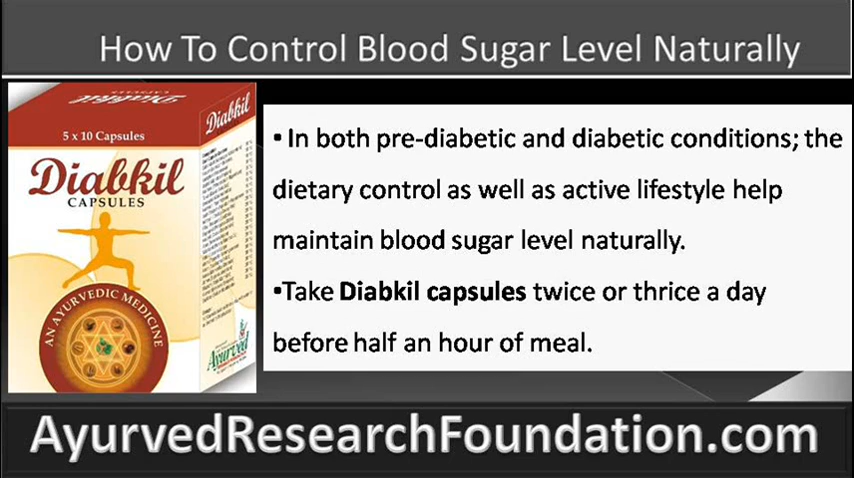 How To Control Blood Sugar Level Naturally
Diabkil
CAPSULES
5 x 10 Capsules
Diabkil
Diabkil
CAPSULES
AN AYURVEDIC MEDICINE
Ayurved
▪ In both pre-diabetic and diabetic conditions; the
dietary control as well as active lifestyle help
maintain blood sugar level naturally.
▪Take Diabkil capsules twice or thrice a day
before half an hour of meal.
AyurvedResearchFoundation.com